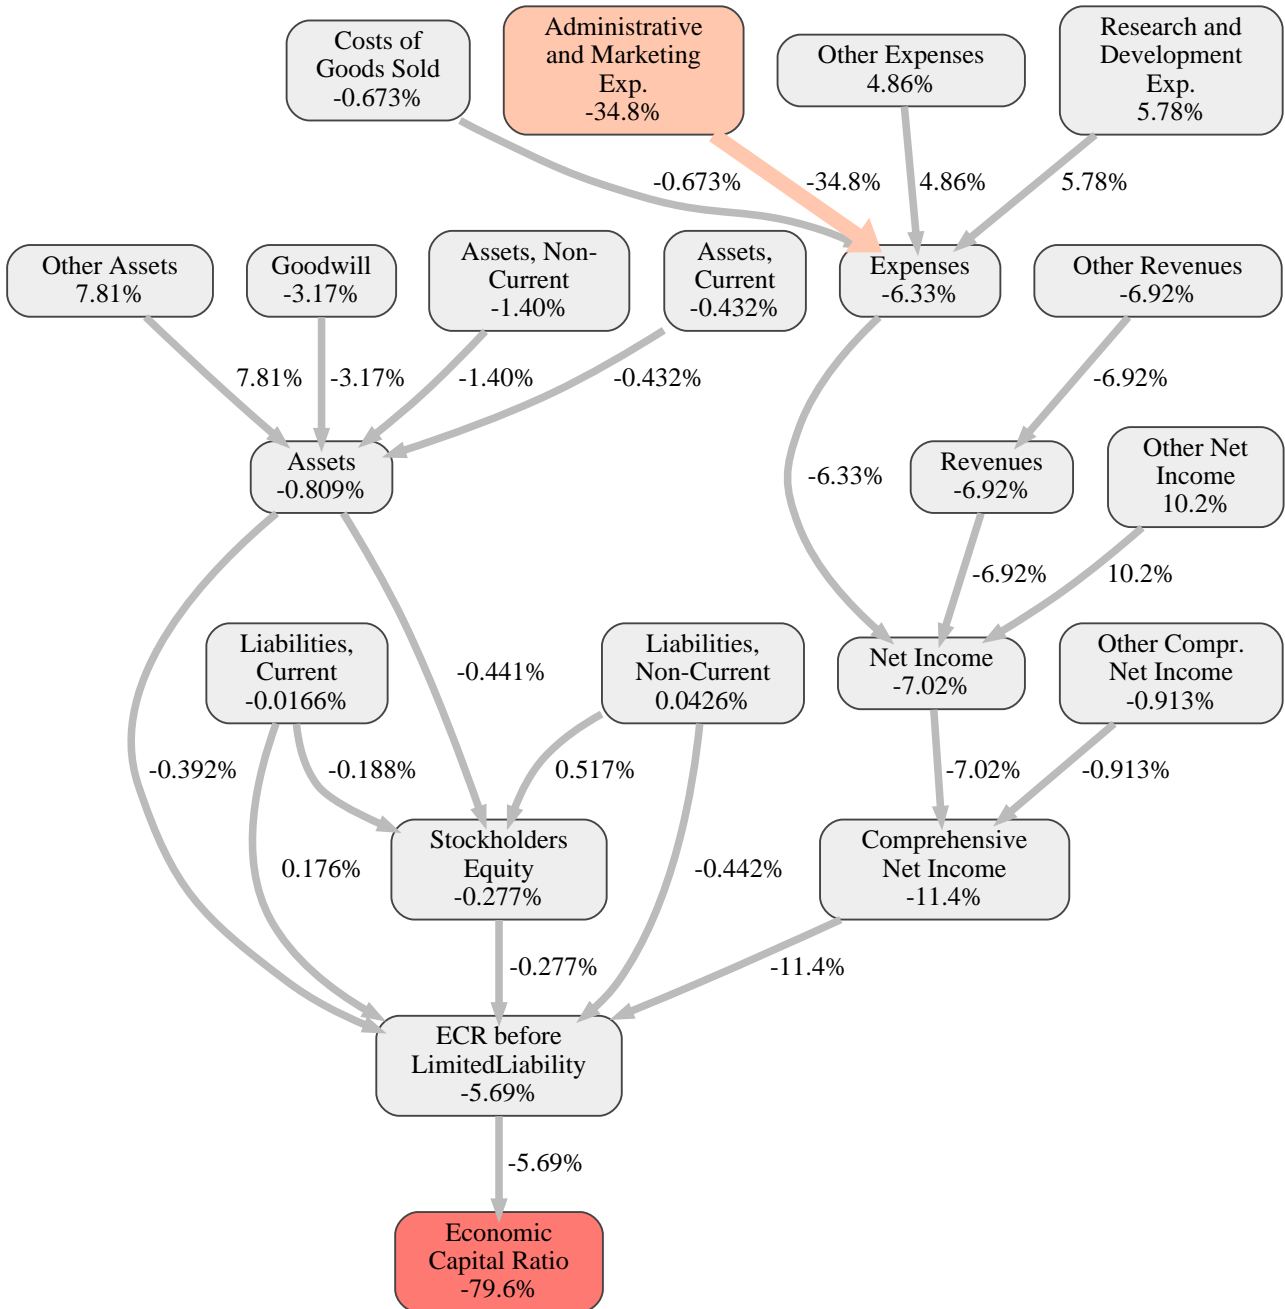 Costs of
Goods Sold
-0.673%
Administrative
and Marketing
Exp.
-34.8%
Other Expenses
4.86%
Research and
Development
Exp.
5.78%
-0.673%
-34.8%
4.86%
5.78%
Other Assets
7.81%
Goodwill
-3.17%
Assets, Non-
Current
-1.40%
Assets,
Current
-0.432%
Expenses
-6.33%
Other Revenues
-6.92%
7.81%
-3.17%
-1.40%
-0.432%
-6.92%
Assets
-0.809%
-6.33%
Revenues
-6.92%
Other Net
Income
10.2%
-6.92%
10.2%
Liabilities,
Current
-0.0166%
-0.441%
Liabilities,
Non-Current
0.0426%
Net Income
-7.02%
Other Compr.
Net Income
-0.913%
-0.392%
-0.188%
0.517%
-7.02%
-0.913%
0.176%
Stockholders
Equity
-0.277%
-0.442%
Comprehensive
Net Income
-11.4%
-0.277%
-11.4%
ECR before
LimitedLiability
-5.69%
-5.69%
Economic
Capital Ratio
-79.6%